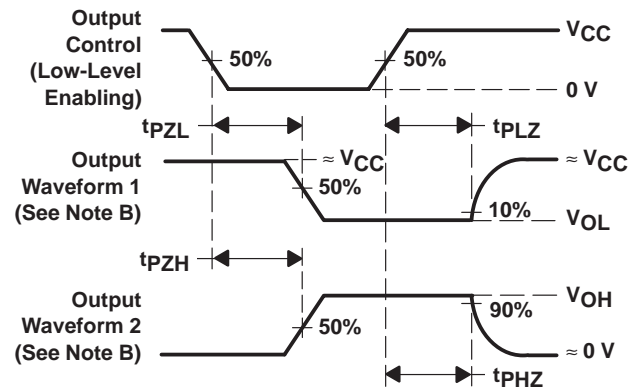 Output
Control
(Low-Level
Enabling)
50%
50%
VCC
0 V
tPZL
tPLZ
Output
Waveform 1
(See Note B)
≈ VCC
50%
≈ VCC
10%
VOL
tPZH
Output
Waveform 2
(See Note B)
50%
VOH
90%
≈ 0 V
tPHZ